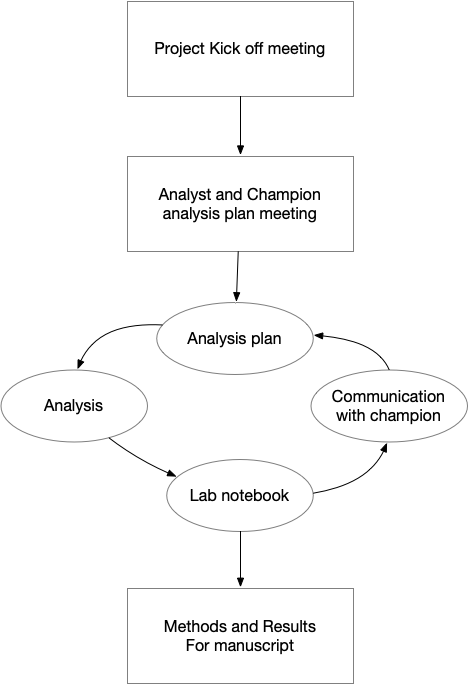 Project Kick off meeting
Analyst and Champion
analysis plan meeting
Analysis plan
Analysis
Communication
with champion
Lab notebook
Methods and Results
For manuscript